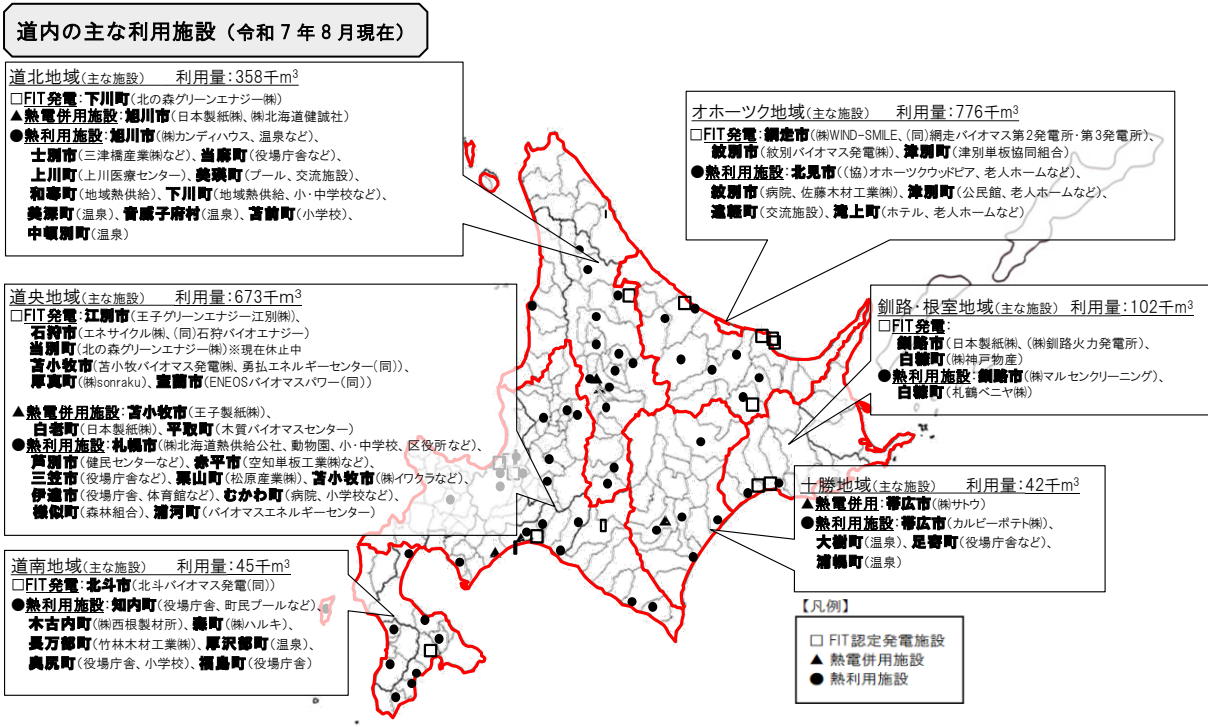 道内の主な利用施設（令和７年８月現在）
道北地域(主な施設)　利用量:358千m³
□FIT発電:下川町(北の森グリーンエナジー㈱)
▲熱電併用施設:旭川市(日本製紙㈱、㈱北海道健誠社)
●熱利用施設:旭川市(㈱カンディハウス、温泉など)、
士別市(三津橋産業㈱など)、当麻町(役場庁舎など)、
上川町(上川医療センター)、美瑛町(プール、交流施設)、
和寒町(地域熱供給)、下川町(地域熱供給、小・中学校など)、
美深町(温泉)、音威子府村(温泉)、苫前町(小学校)、
中頓別町(温泉)
オホーツク地域(主な施設)　利用量:776千m³
□FIT発電:網走市(㈱WIND-SMILE、(同)網走バイオマス第2発電所・第3発電所)、
紋別市(紋別バイオマス発電㈱)、津別町(津別単板協同組合)
●熱利用施設:北見市((協)オホーツクウッドピア、老人ホームなど)、
紋別市(病院、佐藤木材工業㈱)、津別町(公民館、老人ホームなど)、
遠軽町(交流施設)、滝上町(ホテル、老人ホームなど)
道央地域(主な施設)　利用量:673千m³
□FIT発電:江別市(王子グリーンエナジー江別㈱)、
石狩市(エネサイクル㈱、(同)石狩バイオエナジー)
当別町(北の森グリーンエナジー㈱)※現在休止中
苫小牧市(苫小牧バイオマス発電㈱、勇払エネルギーセンター(同))
厚真町(㈱sonraku)、室蘭市(ENEOSバイオマスパワー(同))
▲熱電併用施設:苫小牧市(王子製紙㈱)、
白老町(日本製紙㈱)、平取町(木質バイオマスセンター)
●熱利用施設:札幌市(㈱北海道熱供給公社、動物園、小・中学校、区役所など)、
芦別市(健民センターなど)、赤平市(空知単板工業㈱など)、
三笠市(役場庁舎など)、栗山町(松原産業㈱)、苫小牧市(㈱イワクラなど)、
伊達市(役場庁舎、体育館など)、むかわ町(病院、小学校など)、
様似町(森林組合)、浦河町(バイオマスエネルギーセンター)
釧路・根室地域(主な施設)　利用量:102千m³
□FIT発電:
釧路市(日本製紙㈱、(㈱釧路火力発電所)、
白糠町(㈱神戸物産)
●熱利用施設:釧路市(㈱マルセンクリーニング)、
白糠町(札鶴ベニヤ㈱)
十勝地域(主な施設)　利用量:42千m³
▲熱電併用:帯広市(㈱サトウ)
●熱利用施設:帯広市(カルビーポテト㈱)、
大樹町(温泉)、足寄町(役場庁舎など)、
浦幌町(温泉)
道南地域(主な施設)　利用量:45千m³
□FIT発電:北斗市(北斗バイオマス発電(同))
●熱利用施設:知内町(役場庁舎、町民プールなど)、
木古内町(㈱西根製材所)、森町(㈱ハルキ)、
長万部町(竹林木材工業㈱)、厚沢部町(温泉)、
奥尻町(役場庁舎、小学校)、福島町(役場庁舎)
【凡例】
□ FIT認定発電施設
▲ 熱電併用施設
● 熱利用施設